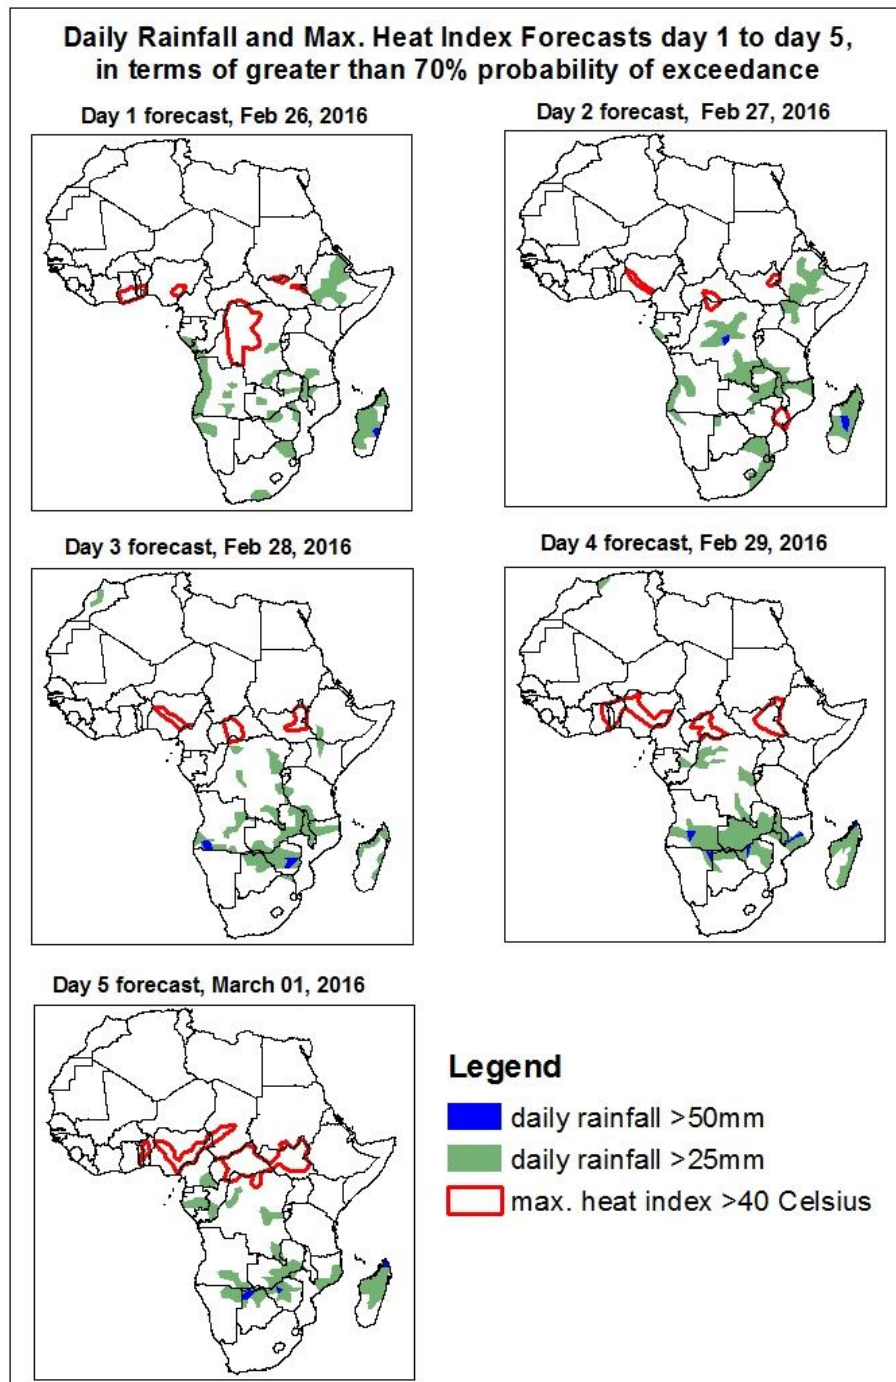 Daily Rainfall and Max. Heat Index Forecasts day 1 to day 5,
in terms of greater than 70% probability of exceedance
Day 1 forecast, Feb 26, 2016
Day 2 forecast, Feb 27, 2016
Day 3 forecast, Feb 28, 2016
Day 4 forecast, Feb 29, 2016
Day 5 forecast, March 01, 2016
Legend
daily rainfall >50mm
daily rainfall >25mm
max. heat index >40 Celsius